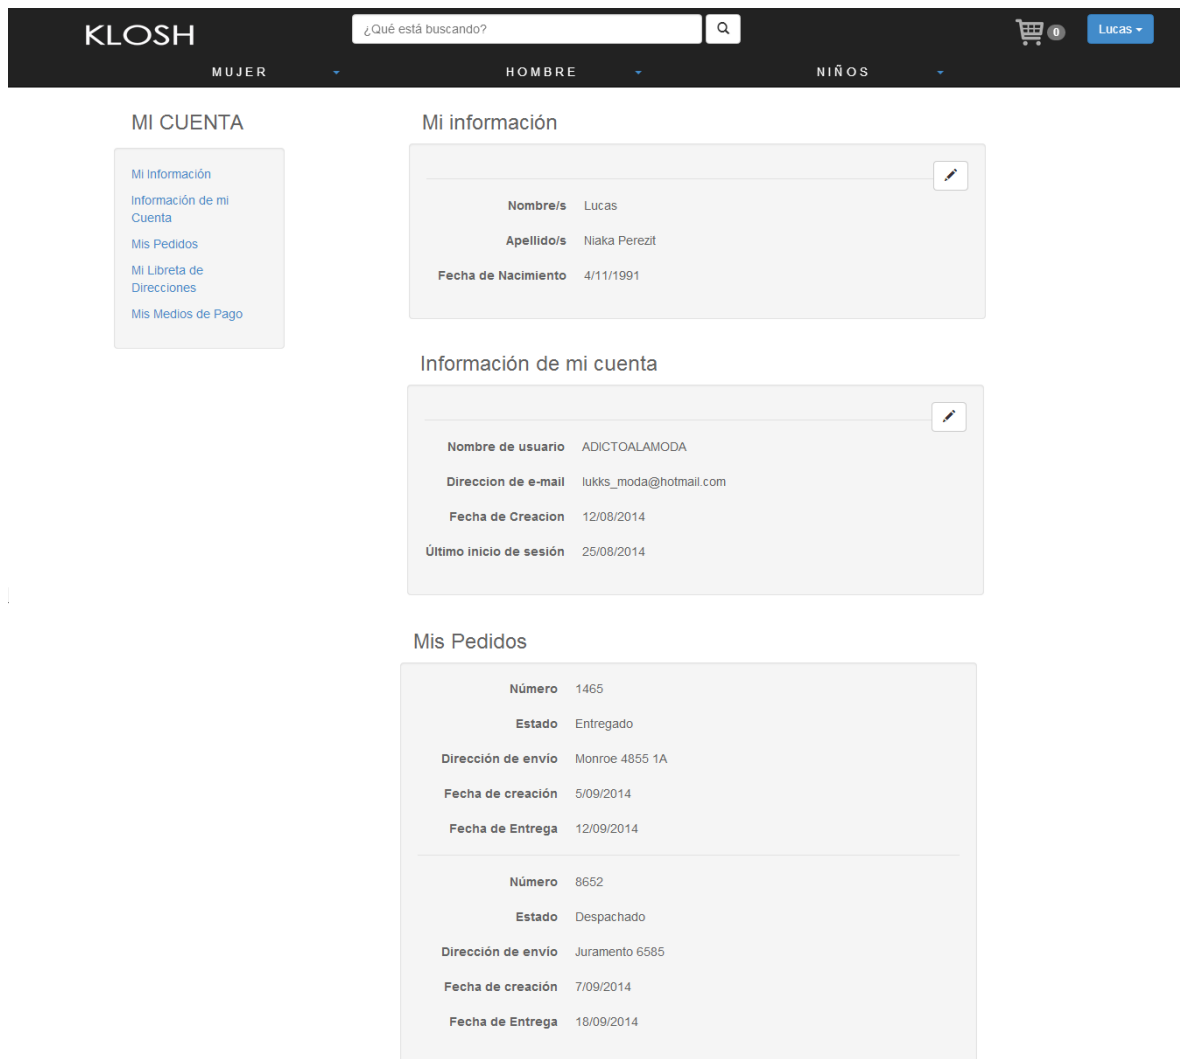 KLOSH
¿Qué está buscando?
0
Lucas
MUJER
HOMBRE
NIÑOS
MI CUENTA
Mi Información
Información de mi
Cuenta
Mis Pedidos
Mi Libreta de
Direcciones
Mis Medios de Pago
Mi información
Nombre/s Lucas
Apellido/s Niaka Perezit
Fecha de Nacimiento 4/11/1991
Información de mi cuenta
Nombre de usuario ADICTOALAMODA
Direccion de e-mail lukks_moda@hotmail.com
Fecha de Creacion 12/08/2014
Último inicio de sesión 25/08/2014
Mis Pedidos
Número 1465
Estado Entregado
Dirección de envío Monroe 4855 1A
Fecha de creación 5/09/2014
Fecha de Entrega 12/09/2014
Número 8652
Estado Despachado
Dirección de envío Juramento 6585
Fecha de creación 7/09/2014
Fecha de Entrega 18/09/2014